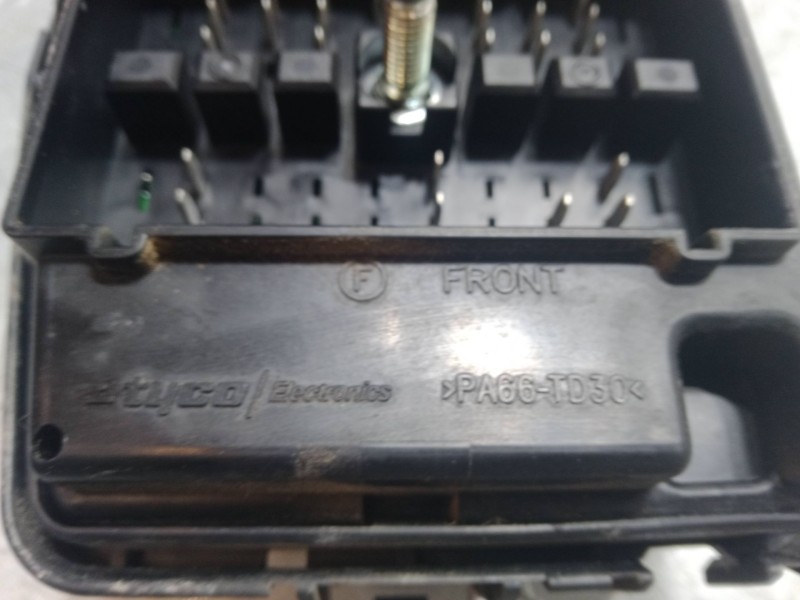 F FRONT
tyco / Electronics >PA66-TD30<